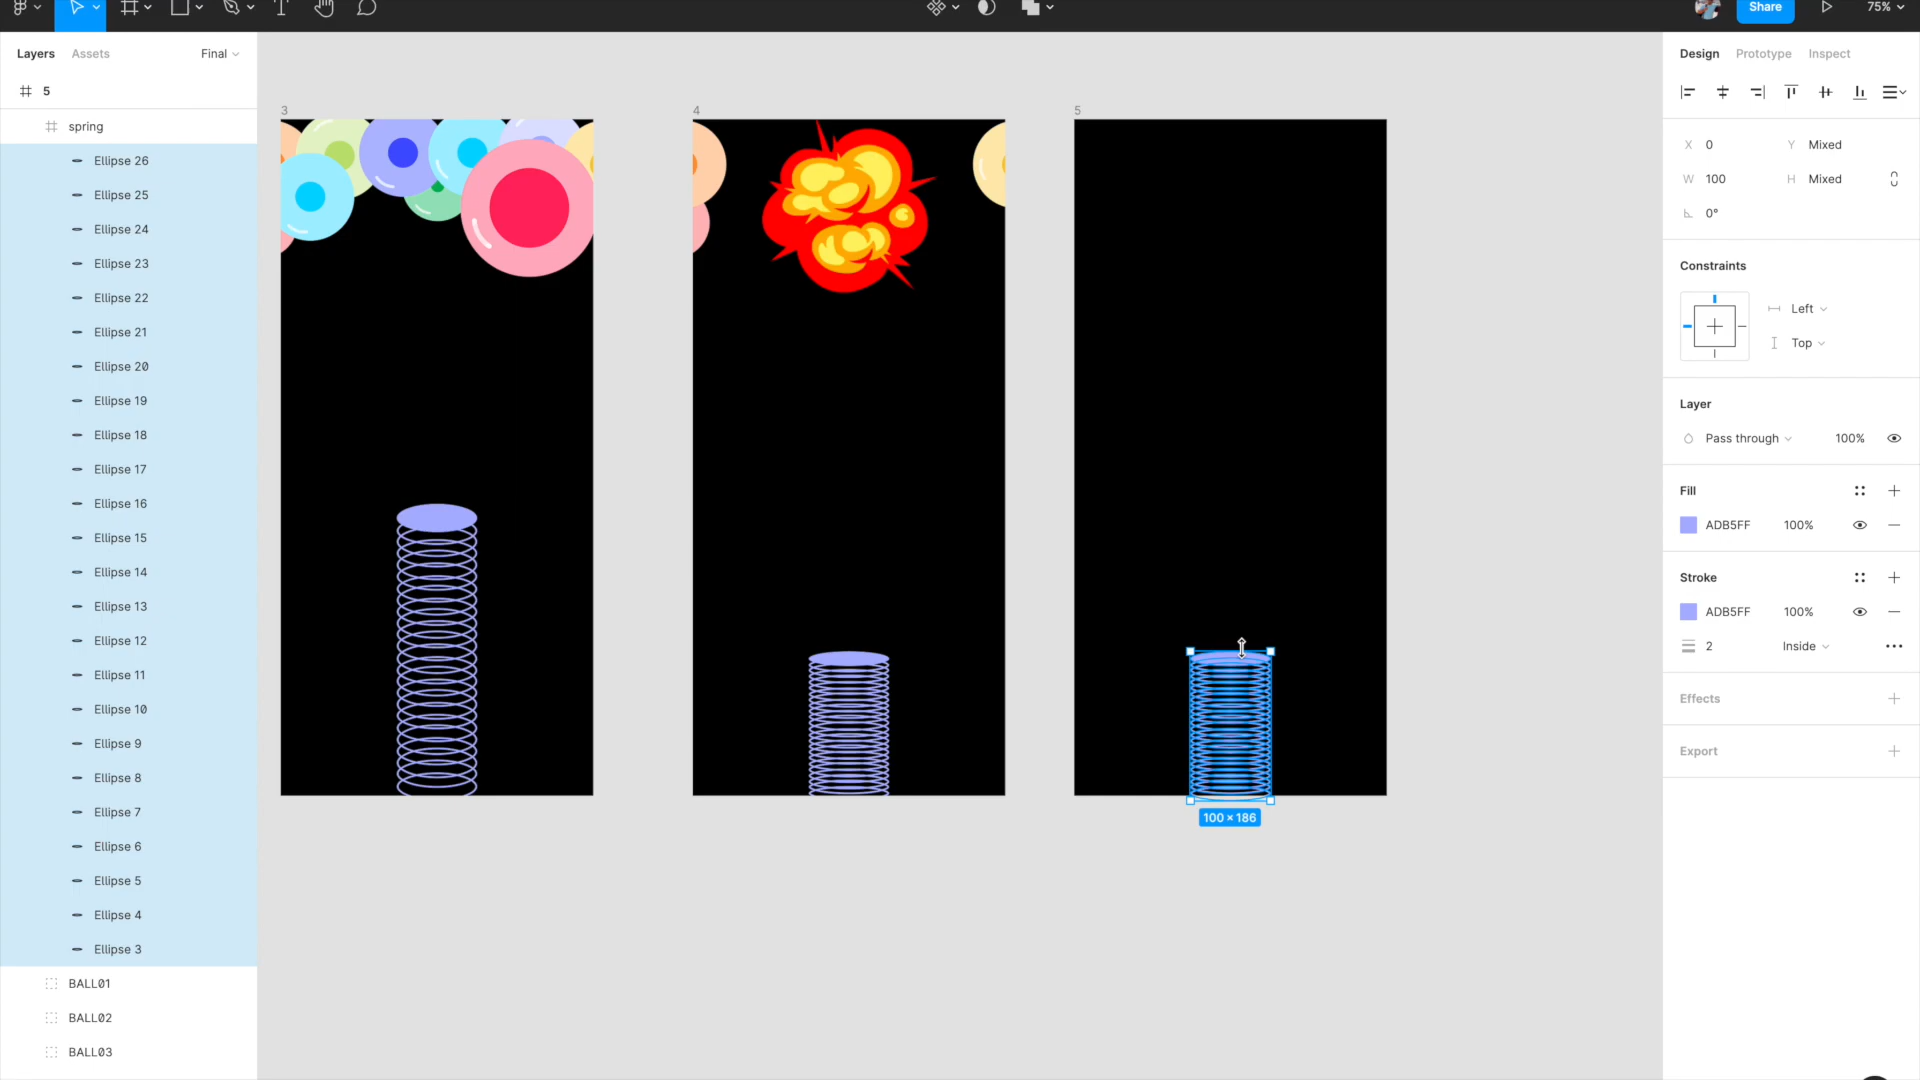 Share
75%
Layers
Assets
Final
5
spring
Ellipse 26
Ellipse 25
Ellipse 24
Ellipse 23
Ellipse 22
Ellipse 21
Ellipse 20
Ellipse 19
Ellipse 18
Ellipse 17
Ellipse 16
Ellipse 15
Ellipse 14
Ellipse 13
Ellipse 12
Ellipse 11
Ellipse 10
Ellipse 9
Ellipse 8
Ellipse 7
Ellipse 6
Ellipse 5
Ellipse 4
Ellipse 3
BALL01
BALL02
BALL03
3
4
5
100 × 186
Design
Prototype
Inspect
X 0 Y Mixed
W 100 H Mixed
0°
Constraints
Left
Top
Layer
Pass through 100%
Fill
ADB5FF 100%
Stroke
ADB5FF 100%
2 Inside
Effects
Export